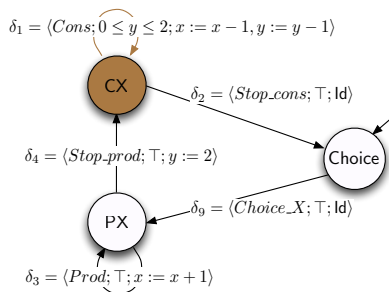 δ₁ = ⟨Cons; 0 ≤ y ≤ 2; x := x − 1, y := y − 1⟩
CX
δ₂ = ⟨Stop_cons; ⊤; Id⟩
δ₄ = ⟨Stop_prod; ⊤; y := 2⟩
Choice
δ₉ = ⟨Choice_X; ⊤; Id⟩
PX
δ₃ = ⟨Prod; ⊤; x := x + 1⟩